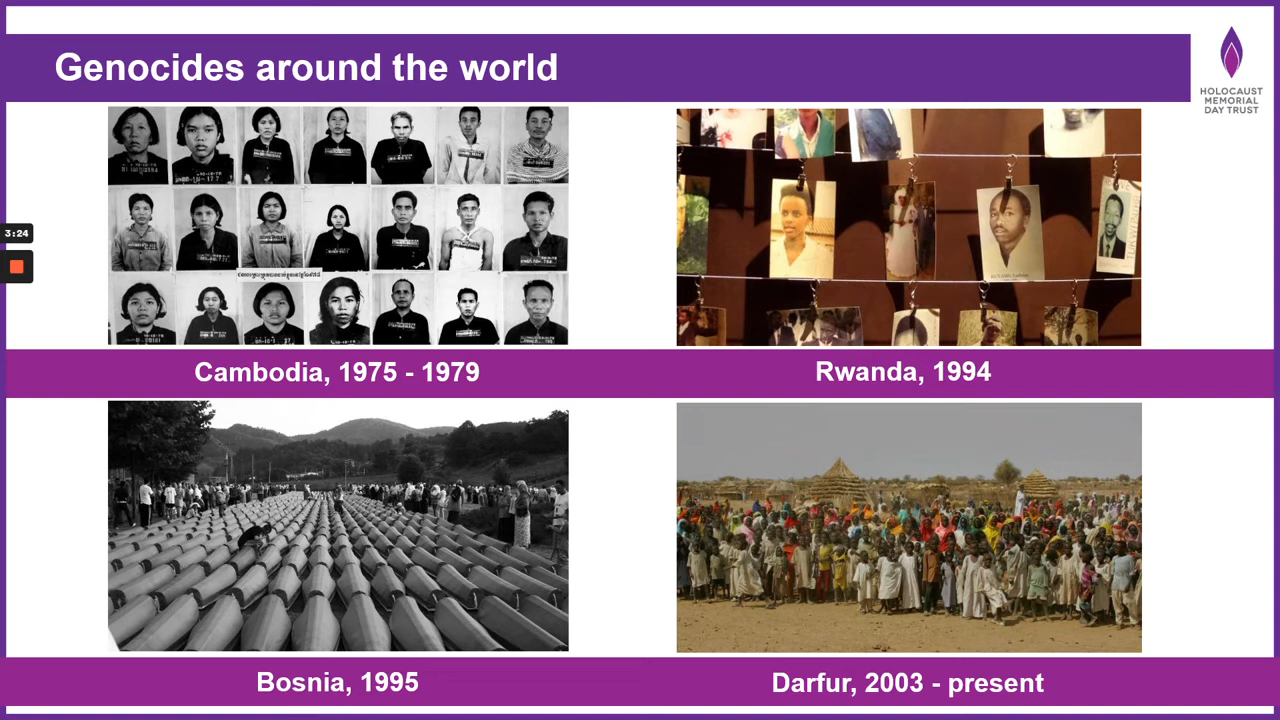 Genocides around the world
HOLOCAUST
MEMORIAL
DAY TRUST
3:24
Cambodia, 1975 - 1979
Rwanda, 1994
Bosnia, 1995
Darfur, 2003 - present